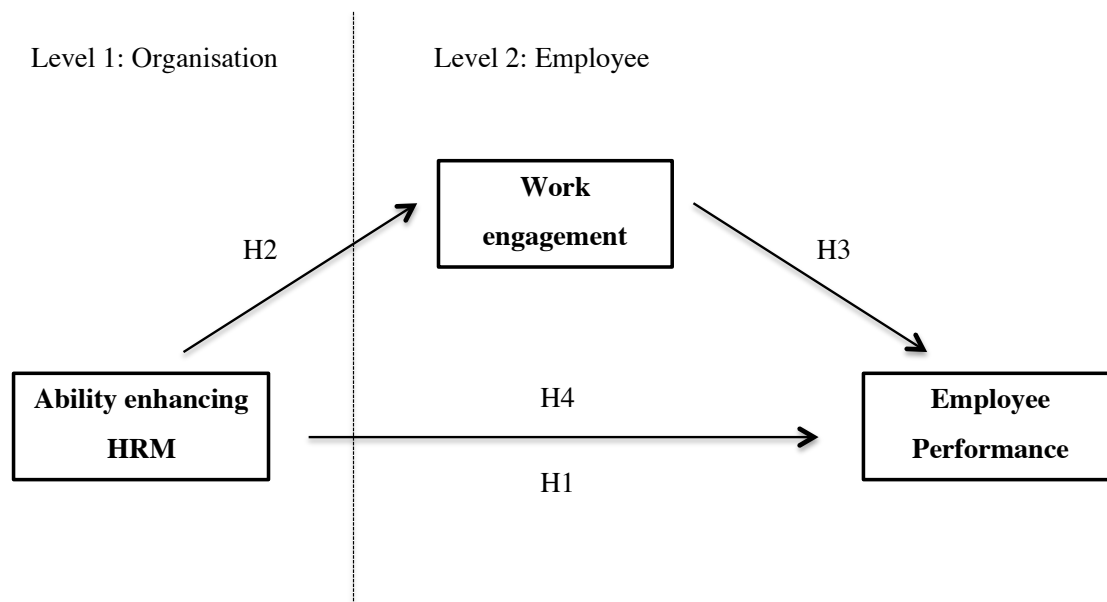 Level 1: Organisation
Level 2: Employee
Work
engagement
H2
H3
Ability enhancing
HRM
H4
H1
Employee
Performance